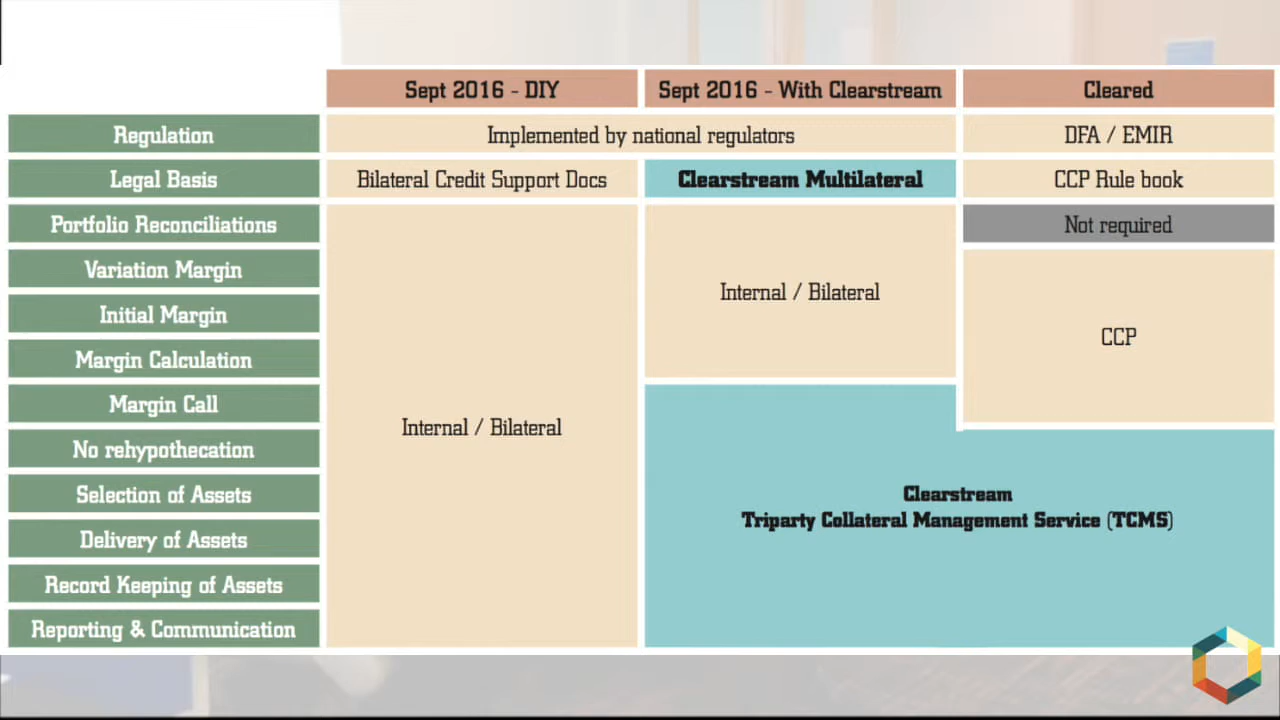 Sept 2016 - DIY
Sept 2016 - With Clearstream
Cleared
Regulation
Implemented by national regulators
DFA / EMIR
Legal Basis
Bilateral Credit Support Docs
Clearstream Multilateral
CCP Rule book
Portfolio Reconciliations
Not required
Variation Margin
Internal / Bilateral
Initial Margin
CCP
Margin Calculation
Margin Call
Internal / Bilateral
No rehypothecation
Selection of Assets
Clearstream
Triparty Collateral Management Service (TCMS)
Delivery of Assets
Record Keeping of Assets
Reporting & Communication